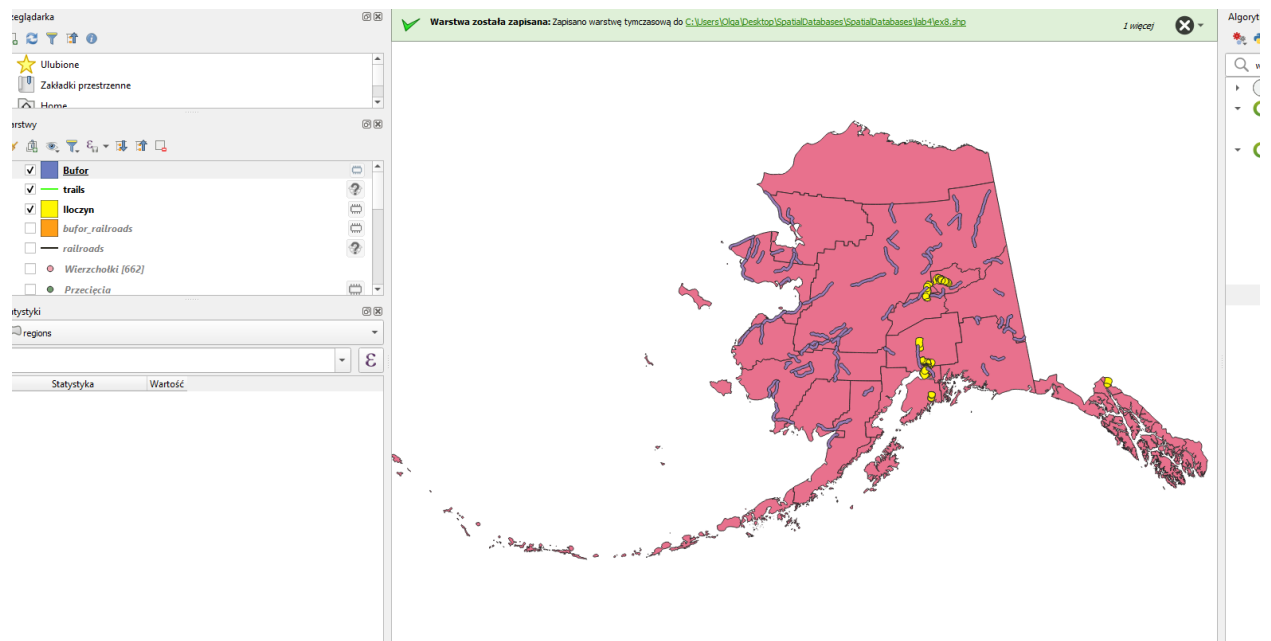 zeglądarka
Ulubione
Zakładki przestrzenne
Home
arstwy
Bufor
trails
Iloczyn
bufor_railroads
railroads
Wierzchołki [662]
Przecięcia
atystyki
regions
ε
Statystyka Wartość
Warstwa została zapisana: Zapisano warstwę tymczasową do C:\Users\Olga\Desktop\SpatialDatabases\SpatialDatabases\lab4\ex8.shp
1 więcej
Algoryt